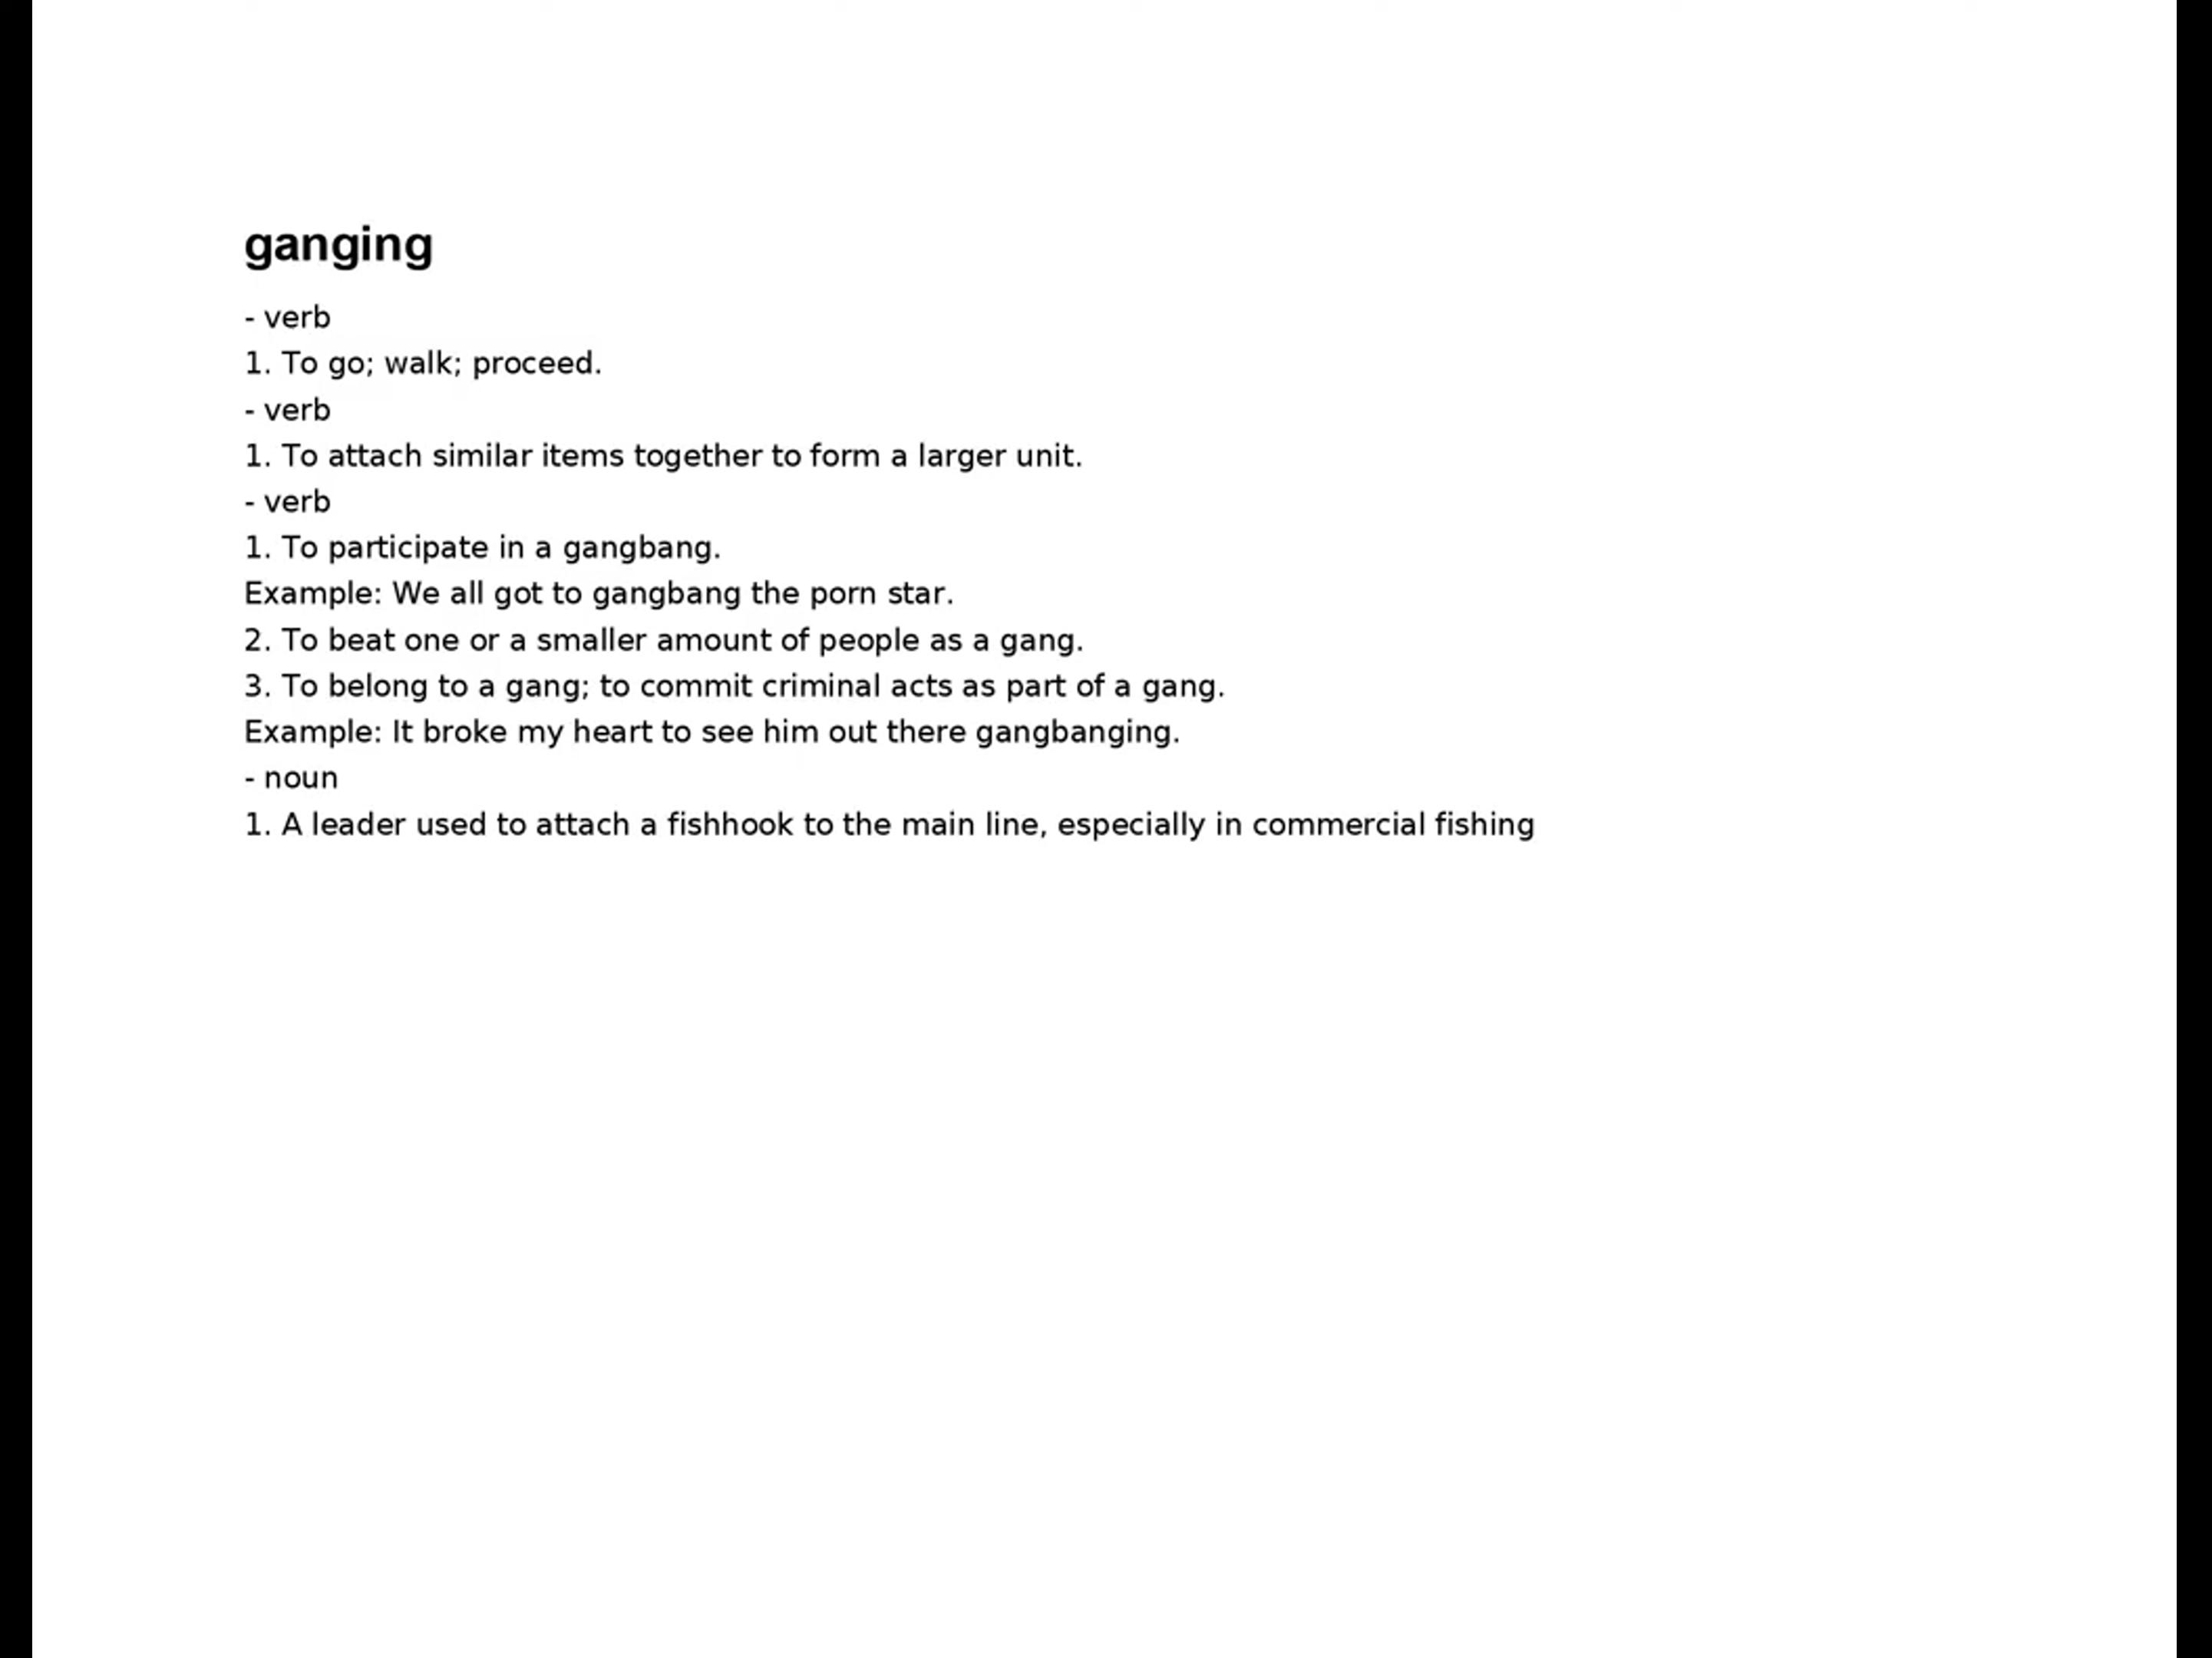 ganging
- verb
1. To go; walk; proceed.
- verb
1. To attach similar items together to form a larger unit.
- verb
1. To participate in a gangbang.
Example: We all got to gangbang the porn star.
2. To beat one or a smaller amount of people as a gang.
3. To belong to a gang; to commit criminal acts as part of a gang.
Example: It broke my heart to see him out there gangbanging.
- noun
1. A leader used to attach a fishhook to the main line, especially in commercial fishing